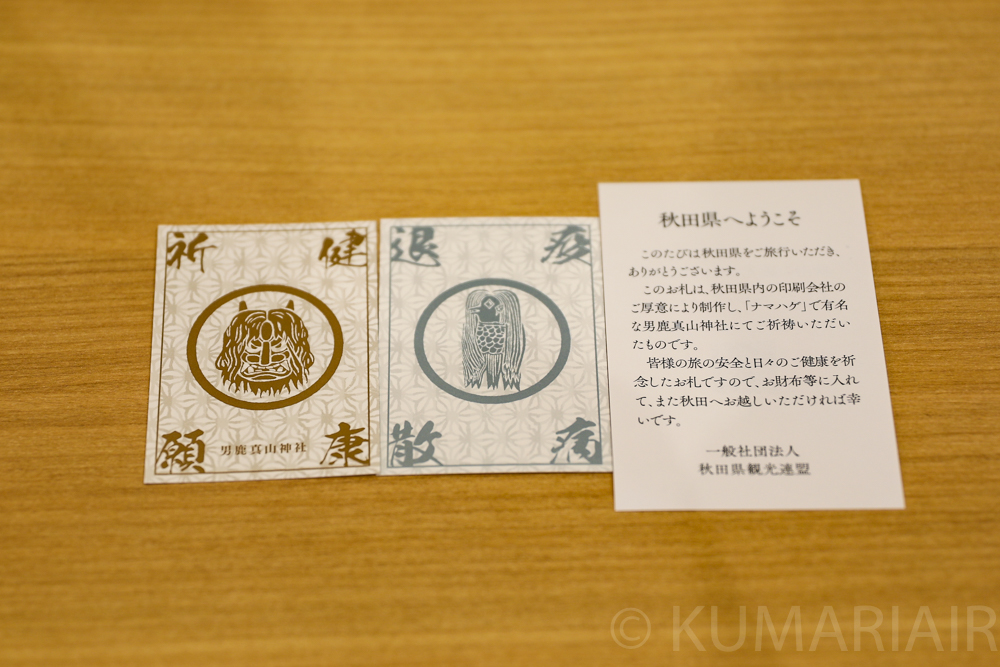 健康
祈願
男鹿真山神社
疫病
退散
秋田県へようこそ
このたびは秋田県をご旅行いただき、
ありがとうございます。
このお札は、秋田県内の印刷会社の
ご厚意により制作し、「ナマハゲ」で有名
な男鹿真山神社にてご祈祷いただい
たものです。
皆様の旅の安全と日々のご健康を祈
念したお札ですので、お財布等に入れ
て、また秋田へお越しいただければ幸
いです。
一般社団法人
秋田県観光連盟
© KUMARIAIR